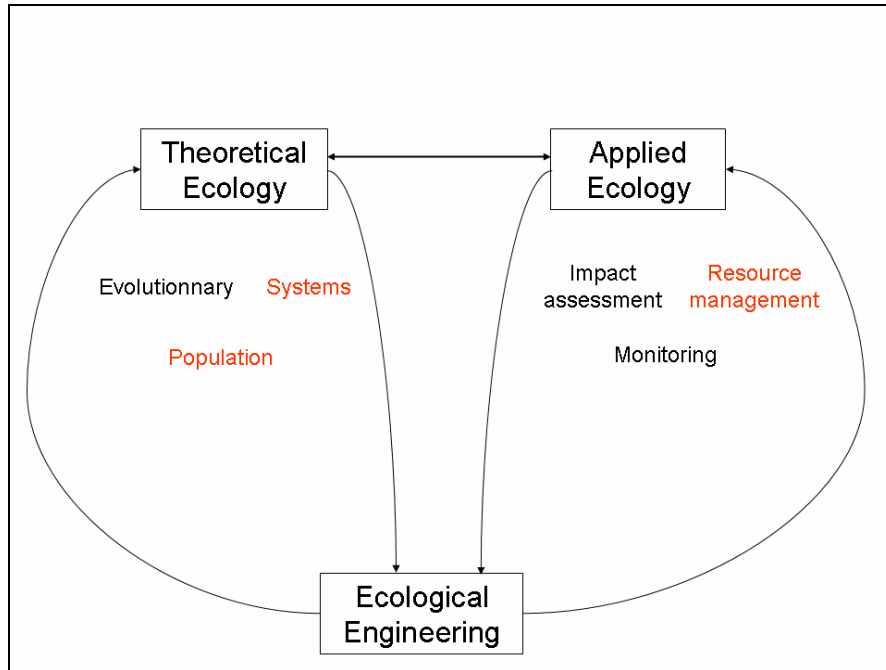 Theoretical
Ecology
Applied
Ecology
Evolutionnary
Systems
Population
Impact
assessment
Resource
management
Monitoring
Ecological
Engineering